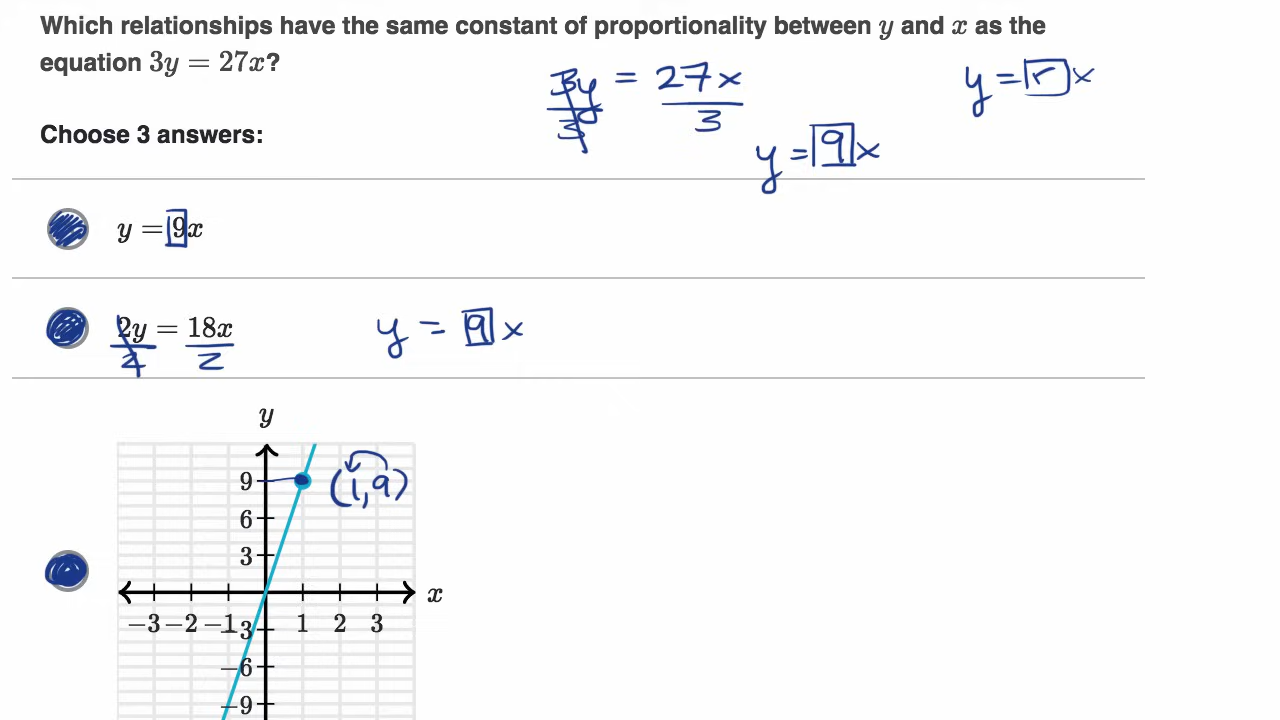 Which relationships have the same constant of proportionality between y and x as the
equation 3y = 27x?
3y = 27x
3 3
y = r x
Choose 3 answers:
y = 9 x
y = 9x
2y = 18x
2 2
y = 9 x
y
9
(1,9)
6
3
x
−3 −2 −1 1 2 3
−3
−6
−9